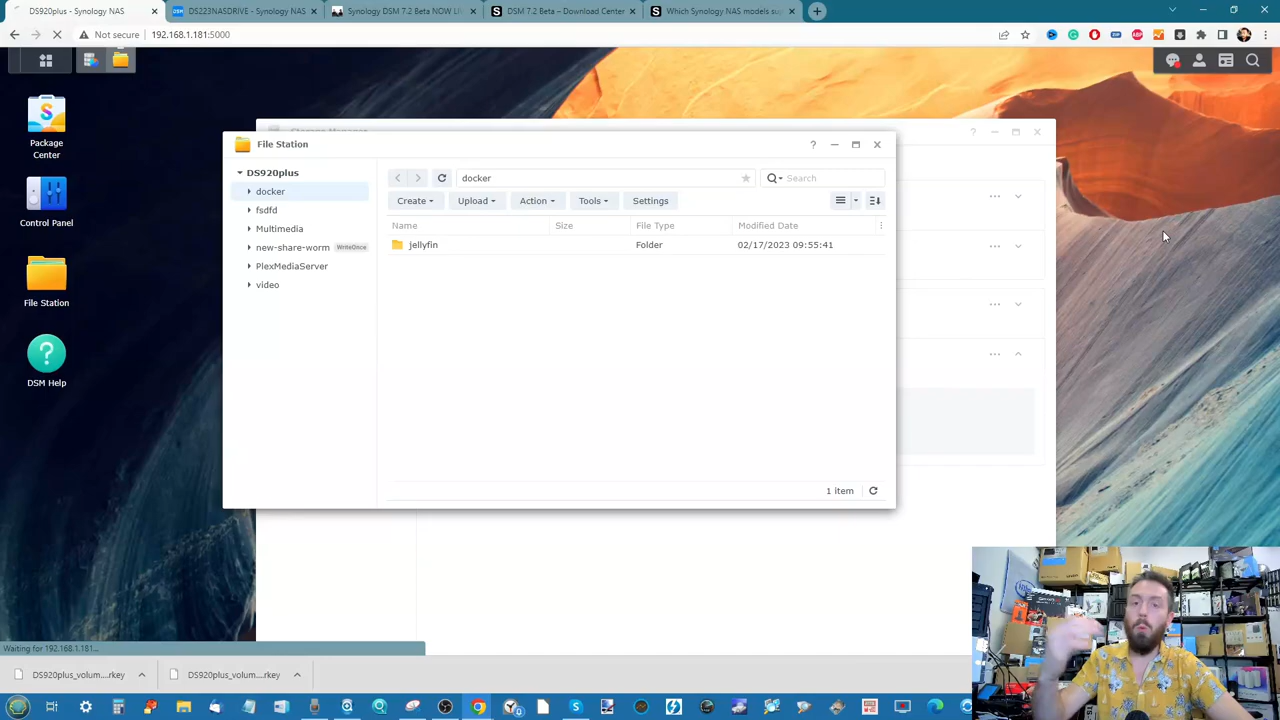 DS920plus - Synology NAS
DS223NASDRIVE - Synology NAS
Synology DSM 7.2 Beta NOW LIV
DSM 7.2 Beta – Download Center
Which Synology NAS models sup
Not secure
192.168.1.181:5000
Package
Center
Control Panel
File Station
DSM Help
Storage Manager
File Station
DS920plus
docker
fsdfd
Multimedia
new-share-worm WriteOnce
PlexMediaServer
video
docker
Search
Create Upload Action Tools Settings
Name Size File Type Modified Date
jellyfin Folder 02/17/2023 09:55:41
1 item
Waiting for 192.168.1.181...
DS920plus_volum....rkey
DS920plus_volum....rkey